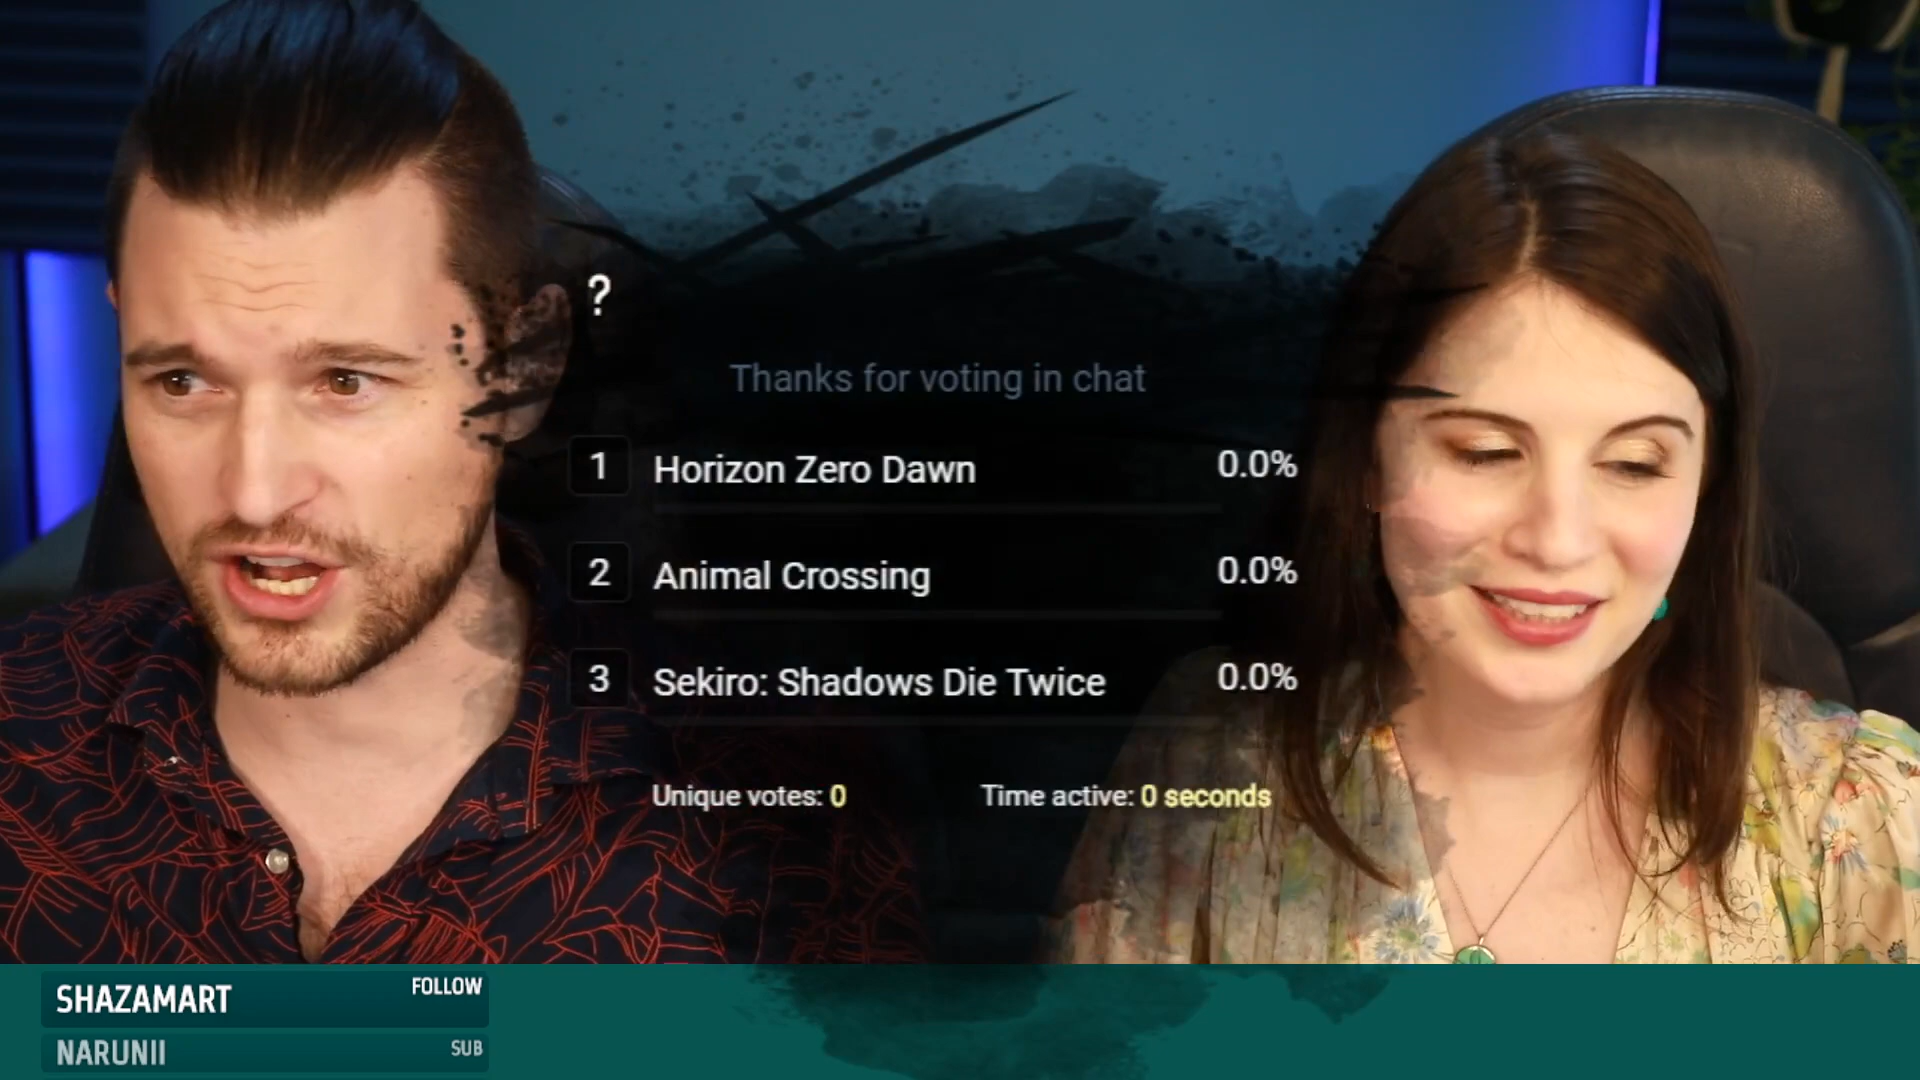 ?
Thanks for voting in chat
1 Horizon Zero Dawn 0.0%
2 Animal Crossing 0.0%
3 Sekiro: Shadows Die Twice 0.0%
Unique votes: 0 Time active: 0 seconds
SHAZAMART FOLLOW
NARUNII SUB